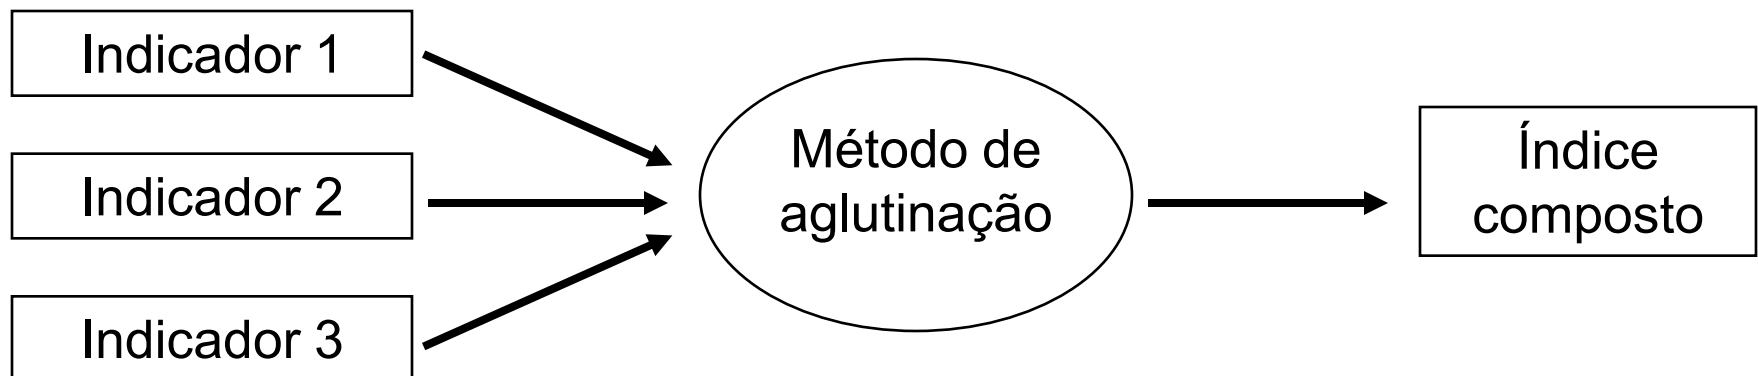 Indicador 1
Indicador 2
Indicador 3
Método de
aglutinação
Índice
composto